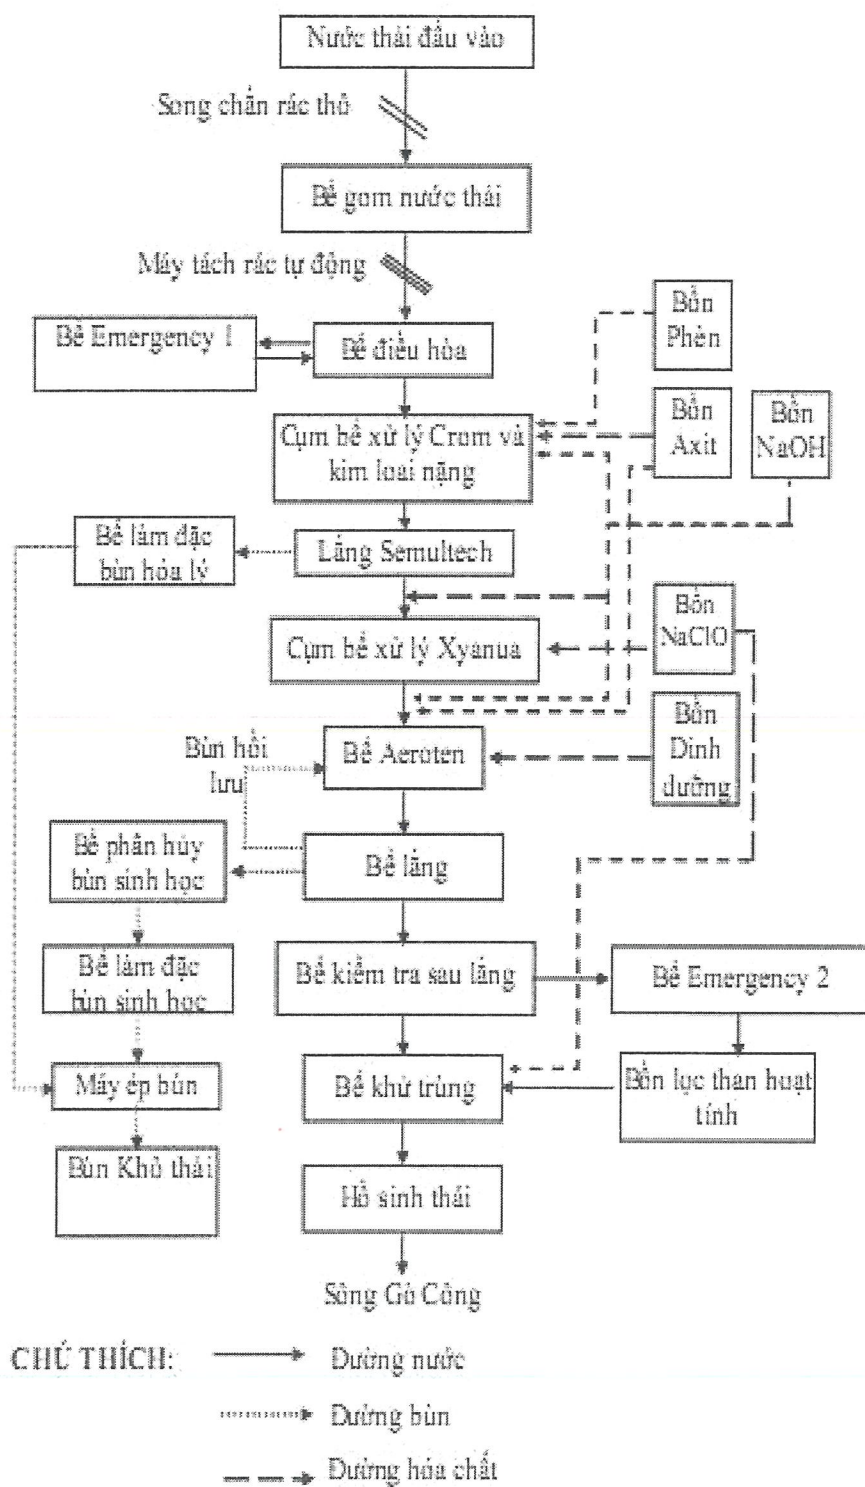 Nước thải đầu vào
Song chắn rác thô
Bể gom nước thải
Máy tách rác tự động
Bồn
Phèn
Bể Emergency 1
Bể điều hòa
Bồn
Axit
Bồn
NaOH
Cụm bể xử lý Crom và
kim loai nặng
Bể làm đặc
bùn hóa lý
Lắng Semultech
Bồn
NaClO
Cụm bể xử lý Xyanua
Bồn
Dinh
dưỡng
Bùn hồi
lưu
Bể Aeroten
Bể phân hủy
bùn sinh học
Bể lắng
Bể làm đặc
bùn sinh học
Bể kiểm tra sau lắng
Bể Emergency 2
Máy ép bùn
Bể khử trùng
Bồn lọc than hoạt
tính
Bùn Khô thải
Hồ sinh thái
Sông Gò Công
CHÚ THÍCH:
Đường nước
Đường bùn
Đường hóa chất